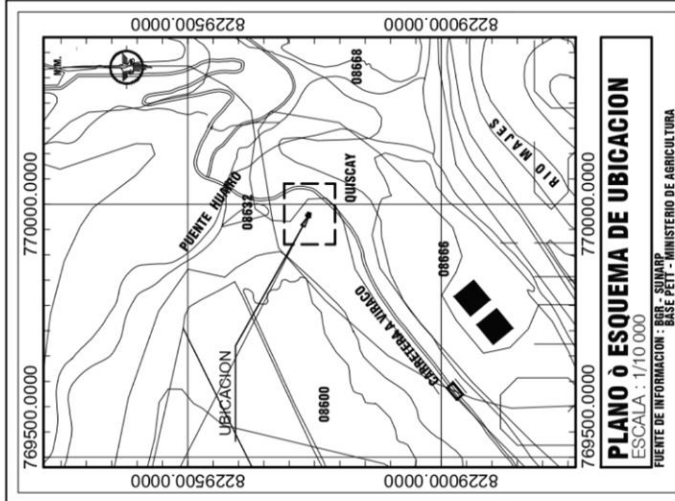 8229500.0000
8229000.0000
N.M.
770000.0000
769500.0000
PUENTE HUARO
08632
08668
QUISCAY
RIO MAJES
08666
UBICACION
CARRETERA A VIRACO
08600
770000.0000
769500.0000
8229500.0000
8229000.0000
PLANO ò ESQUEMA DE UBICACION
ESCALA : 1/10 000
FUENTE DE INFORMACION : BGR - SUNARP
BASE PETT - MINISTERIO DE AGRICULTURA